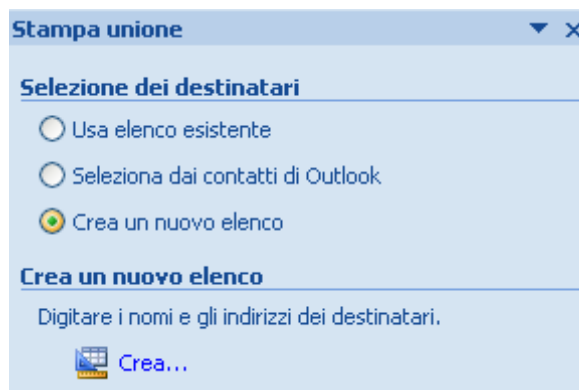 Stampa unione
Selezione dei destinatari
Usa elenco esistente
Seleziona dai contatti di Outlook
Crea un nuovo elenco
Crea un nuovo elenco
Digitare i nomi e gli indirizzi dei destinatari.
Crea...